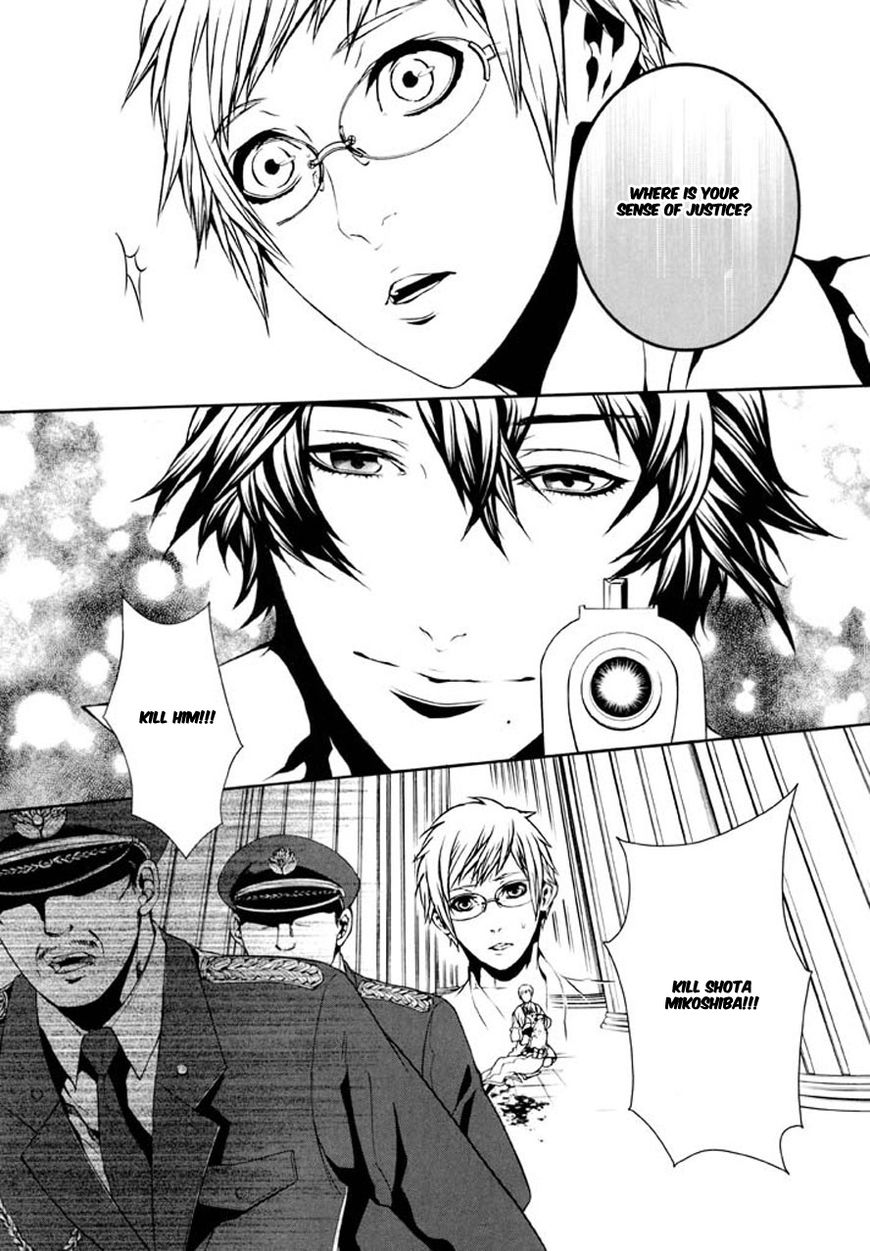 WHERE IS YOUR
SENSE OF JUSTICE?
KILL HIM!!!
KILL SHOTA
MIKOSHIBA!!!